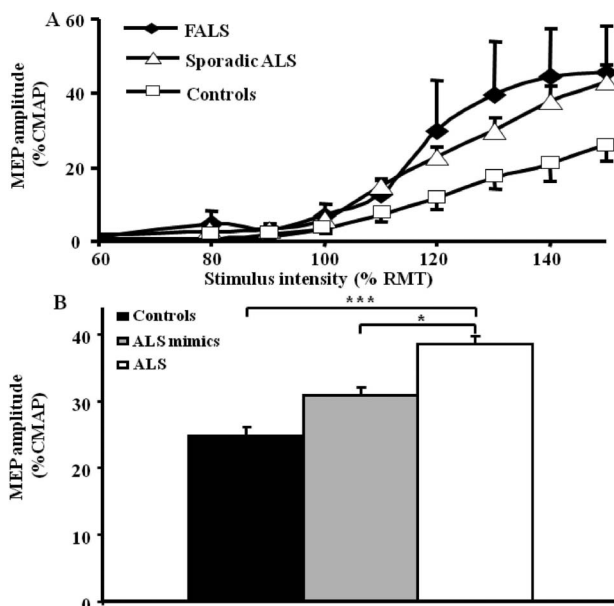 A
60
40
20
0
MEP amplitude
(%CMAP)
FALS
Sporadic ALS
Controls
60 80 100 120 140
Stimulus intensity (% RMT)
B
40
30
20
10
0
MEP amplitude
(%CMAP)
Controls
ALS mimics
ALS
***
*